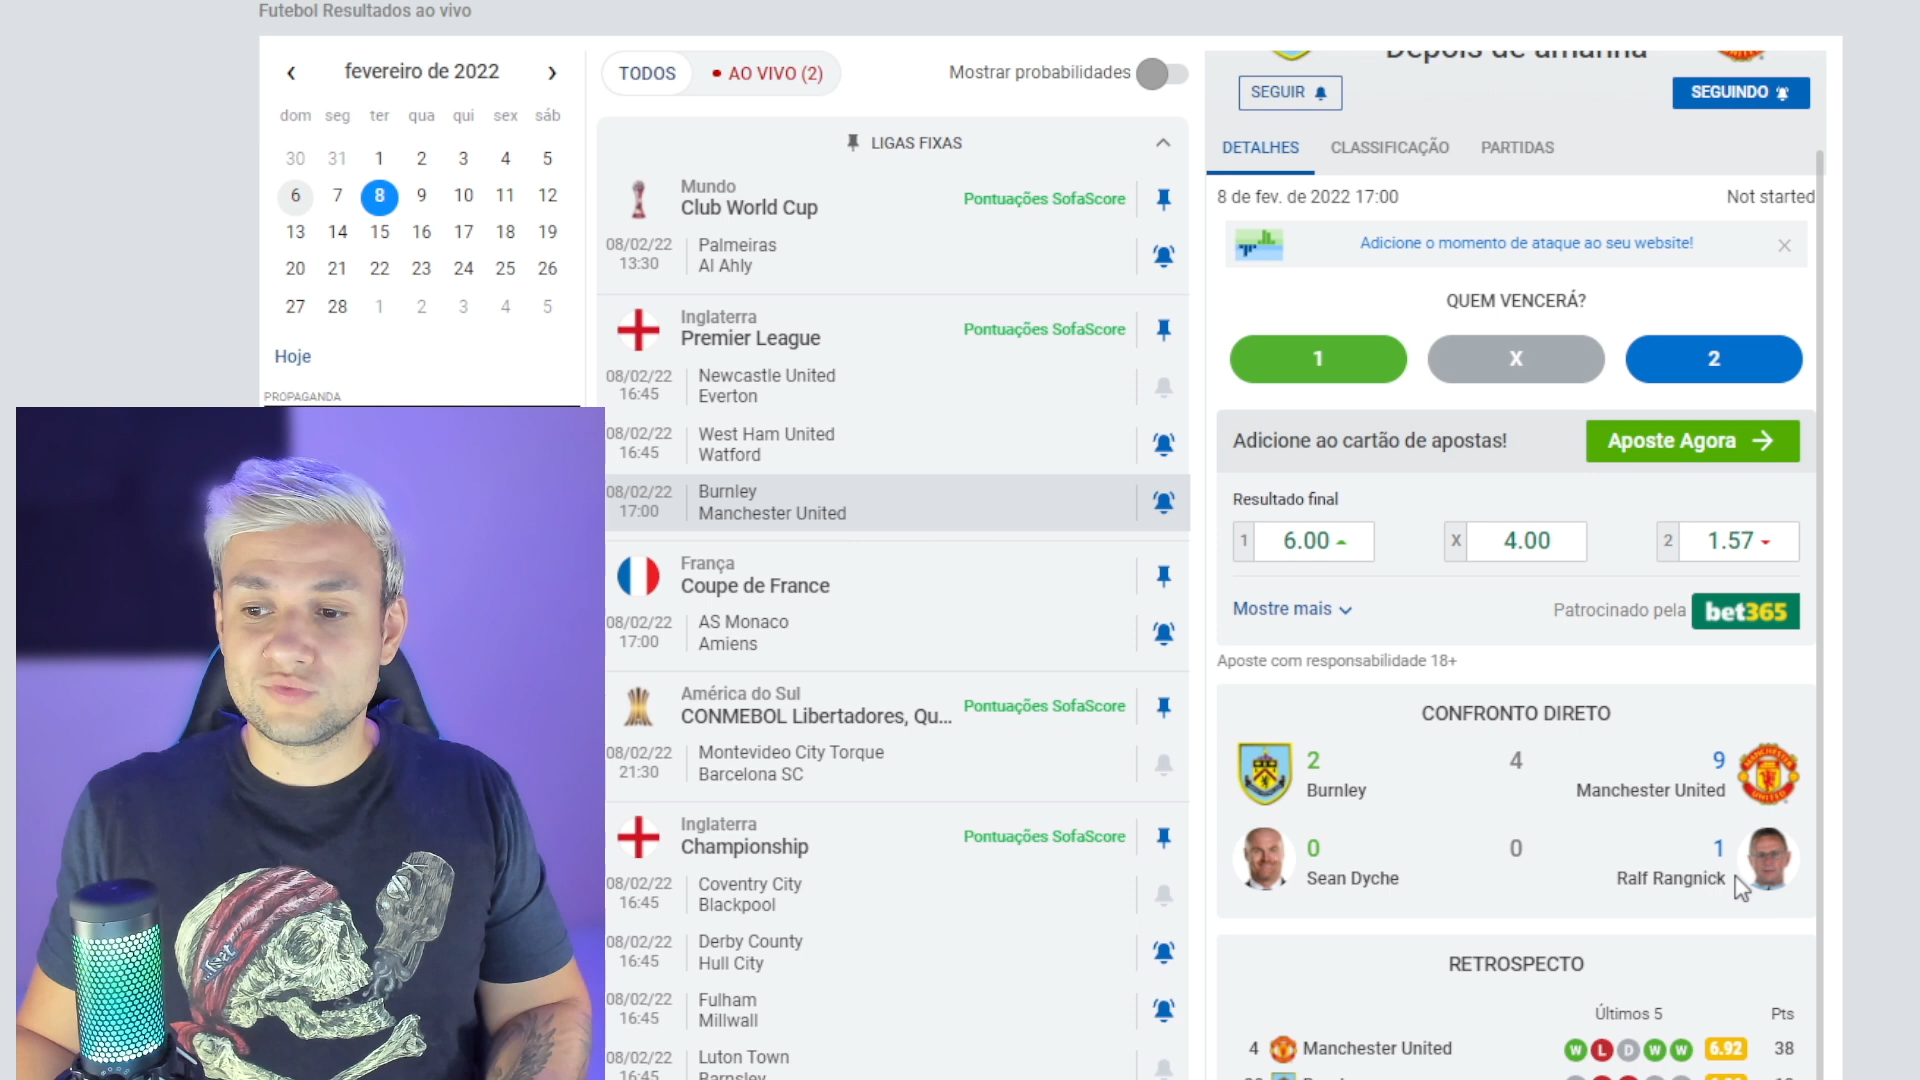 Futebol Resultados ao vivo
fevereiro de 2022
dom seg ter qua qui sex sáb
30 31 1 2 3 4 5
6 7 8 9 10 11 12
13 14 15 16 17 18 19
20 21 22 23 24 25 26
27 28 1 2 3 4 5
Hoje
PROPAGANDA
TODOS
AO VIVO (2)
Mostrar probabilidades
LIGAS FIXAS
Mundo
Club World Cup
Pontuações SofaScore
08/02/22 Palmeiras
13:30 Al Ahly
Inglaterra
Premier League
Pontuações SofaScore
08/02/22 Newcastle United
16:45 Everton
08/02/22 West Ham United
16:45 Watford
08/02/22 Burnley
17:00 Manchester United
França
Coupe de France
08/02/22 AS Monaco
17:00 Amiens
América do Sul
CONMEBOL Libertadores, Qu...
Pontuações SofaScore
08/02/22 Montevideo City Torque
21:30 Barcelona SC
Inglaterra
Championship
Pontuações SofaScore
08/02/22 Coventry City
16:45 Blackpool
08/02/22 Derby County
16:45 Hull City
08/02/22 Fulham
16:45 Millwall
08/02/22 Luton Town
16:45 Barnsley
Depois de amanhã
SEGUIR
SEGUINDO
DETALHES CLASSIFICAÇÃO PARTIDAS
8 de fev. de 2022 17:00 Not started
Adicione o momento de ataque ao seu website!
QUEM VENCERÁ?
1 X 2
Adicione ao cartão de apostas!
Aposte Agora
Resultado final
1 6.00 X 4.00 2 1.57
Mostre mais
Patrocinado pela bet365
Aposte com responsabilidade 18+
CONFRONTO DIRETO
2 4 9
Burnley Manchester United
0 0 1
Sean Dyche Ralf Rangnick
RETROSPECTO
Últimos 5 Pts
4 Manchester United W L D W W 6.92 38